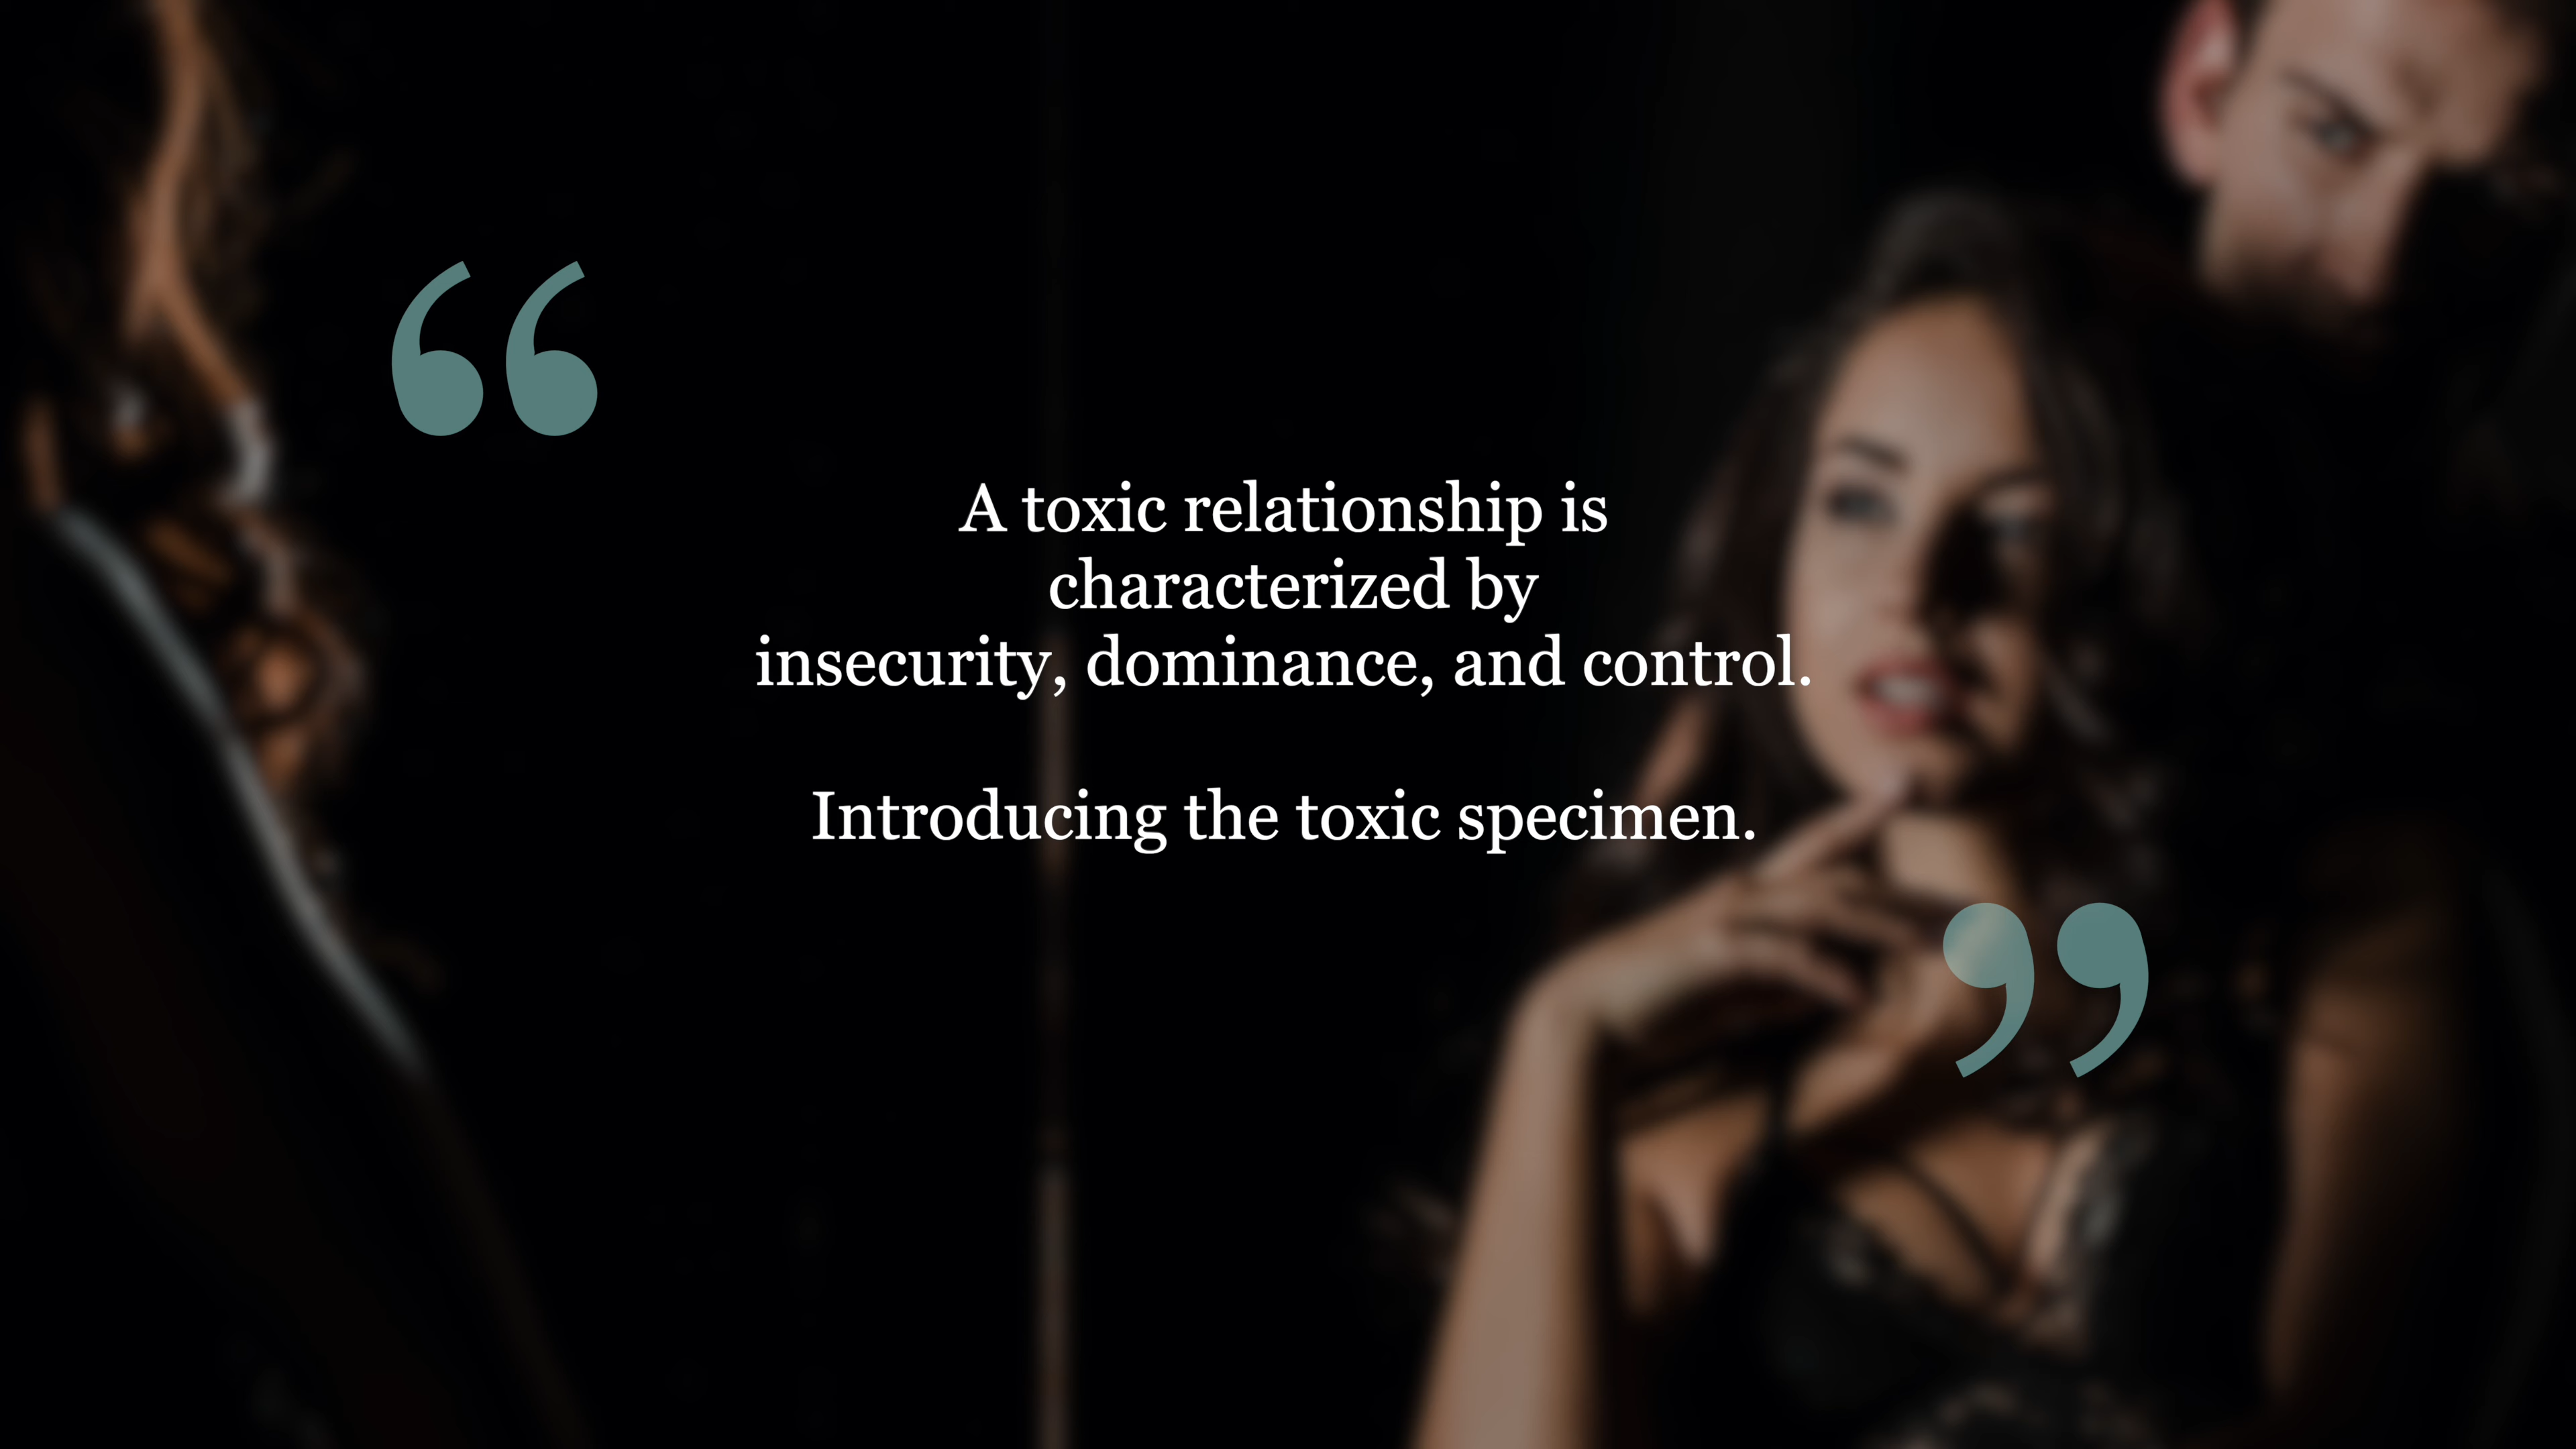 “
A toxic relationship is
characterized by
insecurity, dominance, and control.
Introducing the toxic specimen.
”